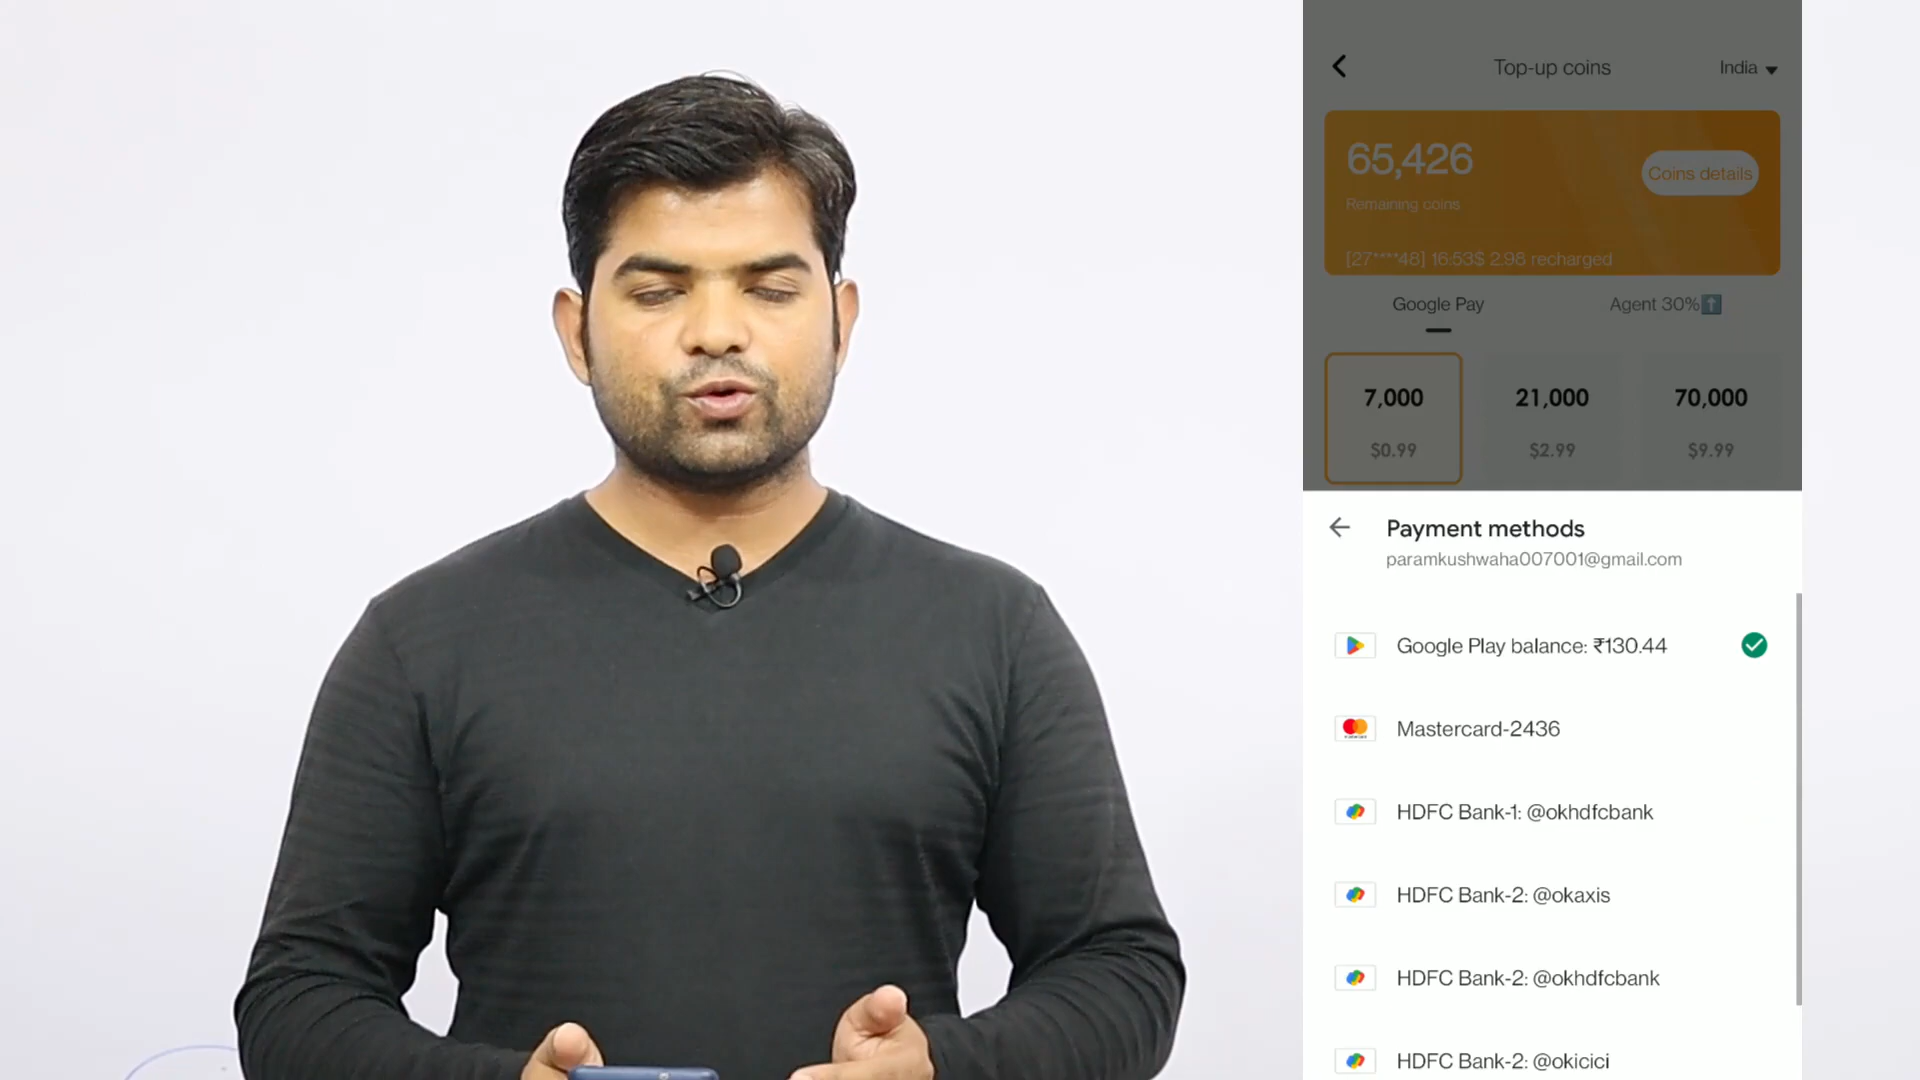 Top-up coins
India
65,426
Coins details
Remaining coins
[27****48] 16:53$ 2.98 recharged
Google Pay
Agent 30%
7,000
21,000
70,000
$0.99
$2.99
$9.99
Payment methods
paramkushwaha007001@gmail.com
Google Play balance: ₹130.44
Mastercard-2436
HDFC Bank-1: @okhdfcbank
HDFC Bank-2: @okaxis
HDFC Bank-2: @okhdfcbank
HDFC Bank-2: @okicici